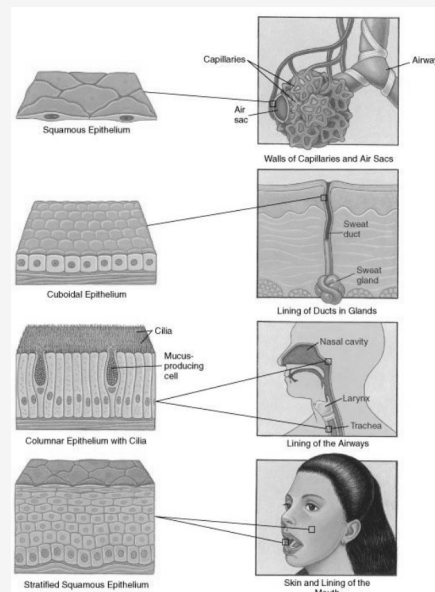 Capillaries
Airway
Air
sac
Squamous Epithelium
Walls of Capillaries and Air Sacs
Sweat
duct
Sweat
gland
Cuboidal Epithelium
Lining of Ducts in Glands
Cilia
Mucus-
producing
cell
Nasal cavity
Larynx
Trachea
Columnar Epithelium with Cilia
Lining of the Airways
Stratified Squamous Epithelium
Skin and Lining of the
Mouth